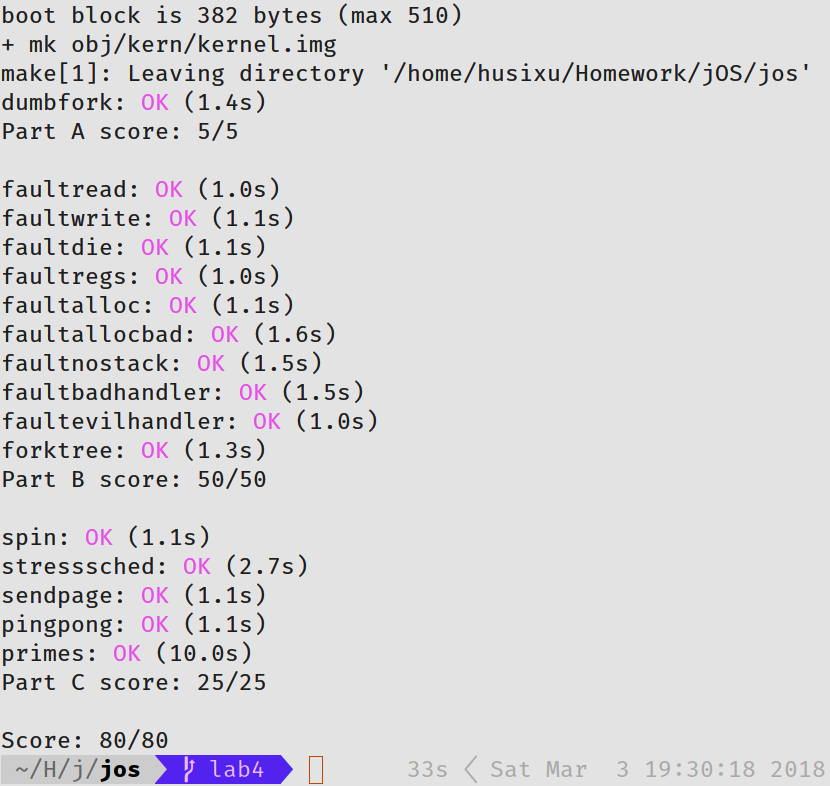 boot block is 382 bytes (max 510)
+ mk obj/kern/kernel.img
make[1]: Leaving directory '/home/husixu/Homework/jOS/jos'
dumbfork: OK (1.4s)
Part A score: 5/5

faultread: OK (1.0s)
faultwrite: OK (1.1s)
faultdie: OK (1.1s)
faultregs: OK (1.0s)
faultalloc: OK (1.1s)
faultallocbad: OK (1.6s)
faultnostack: OK (1.5s)
faultbadhandler: OK (1.5s)
faultevilhandler: OK (1.0s)
forktree: OK (1.3s)
Part B score: 50/50

spin: OK (1.1s)
stresssched: OK (2.7s)
sendpage: OK (1.1s)
pingpong: OK (1.1s)
primes: OK (10.0s)
Part C score: 25/25

Score: 80/80
~/H/j/jos lab4 33s Sat Mar  3 19:30:18 2018